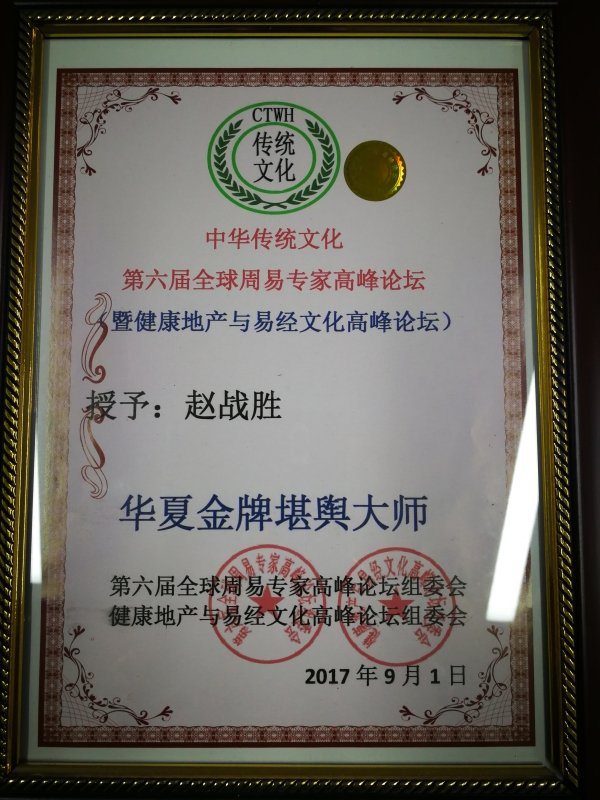 CTWH
传统
文化
中华传统文化
第六届全球周易专家高峰论坛
（暨健康地产与易经文化高峰论坛）
授予：赵战胜
华夏金牌堪舆大师
第六届全球周易专家高峰论坛组委会
健康地产与易经文化高峰论坛组委会
2017年9月1日